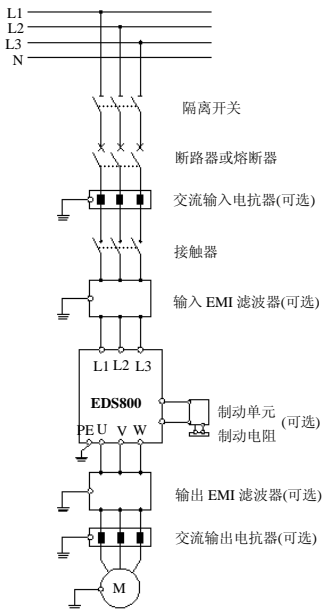 L1
L2
L3
N
隔离开关
断路器或熔断器
交流输入电抗器(可选)
接触器
输入 EMI 滤波器(可选)
L1 L2 L3
EDS800
制动单元
(可选)
制动电阻
PE U V W
输出 EMI 滤波器(可选)
交流输出电抗器(可选)
M